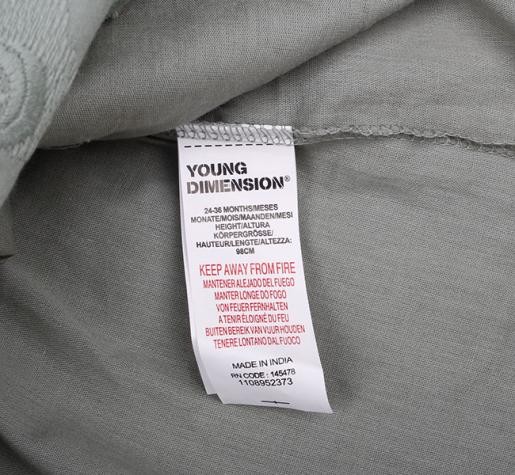 YOUNG
DIMENSION®
24-36 MONTHS/MESES
MONATE/MOIS/MAANDEN/MESI
HEIGHT/ALTURA
KÖRPERGRÖSSE/
HAUTEUR/LENGTE/ALTEZZA:
98CM
KEEP AWAY FROM FIRE
MANTENER ALEJADO DEL FUEGO
MANTER LONGE DO FOGO
VON FEUER FERNHALTEN
A TENIR ÉLOIGNÉ DU FEU
BUITEN BEREIK VAN VUUR HOUDEN
TENERE LONTANO DAL FUOCO
MADE IN INDIA
RN CODE : 145478
1108952373